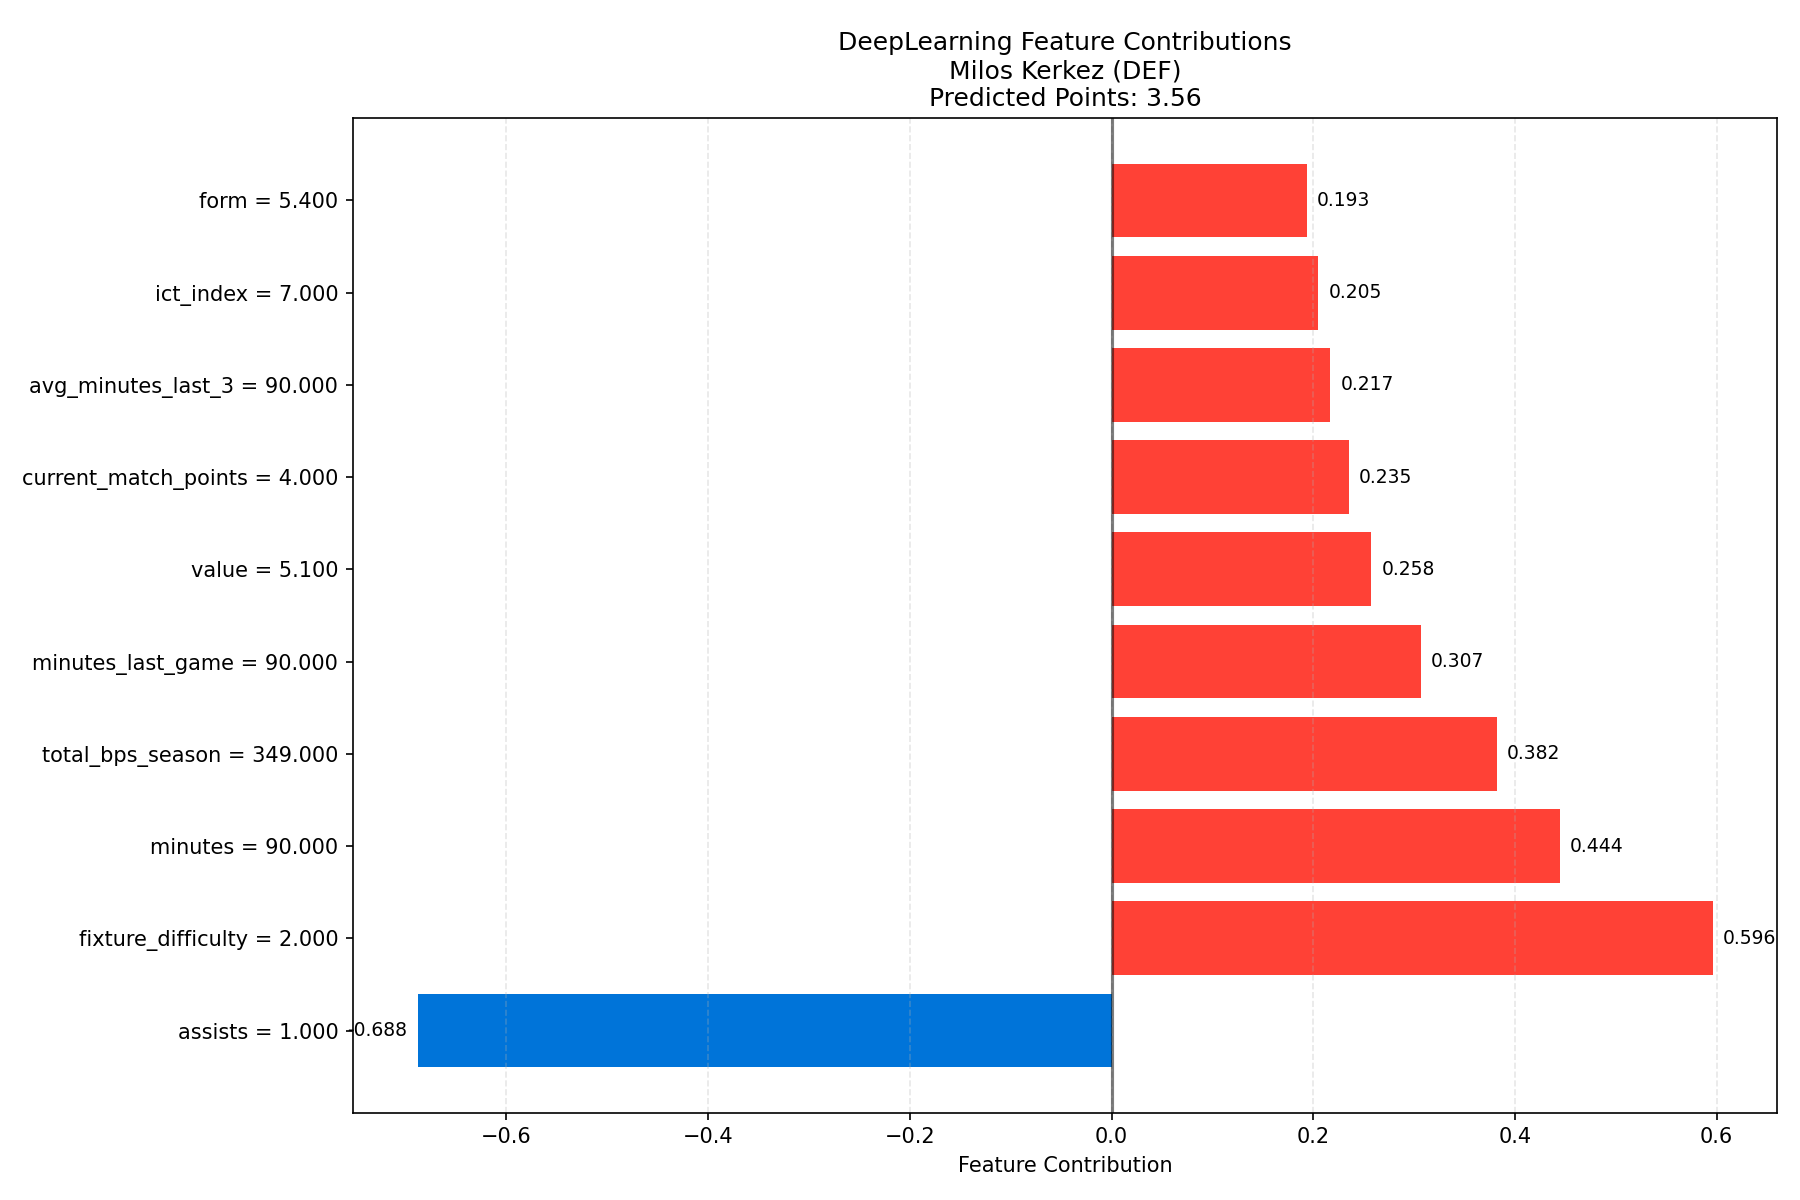 DeepLearning Feature Contributions
Milos Kerkez (DEF)
Predicted Points: 3.56
form = 5.400
0.193
ict_index = 7.000
0.205
avg_minutes_last_3 = 90.000
0.217
current_match_points = 4.000
0.235
value = 5.100
0.258
minutes_last_game = 90.000
0.307
total_bps_season = 349.000
0.382
minutes = 90.000
0.444
fixture_difficulty = 2.000
0.596
assists = 1.000
-0.688
−0.6 −0.4 −0.2 0.0 0.2 0.4 0.6
Feature Contribution